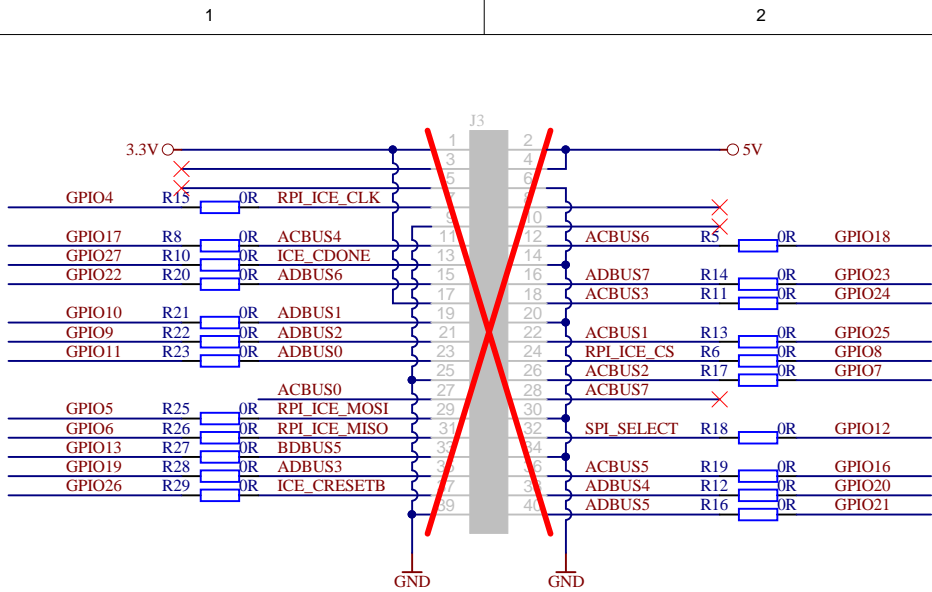 1 2
J3
3.3V 1 2 5V
3 4
5 6
GPIO4 R15 0R RPI_ICE_CLK 7 8
9 10
GPIO17 R8 0R ACBUS4 11 12 ACBUS6 R5 0R GPIO18
GPIO27 R10 0R ICE_CDONE 13 14
GPIO22 R20 0R ADBUS6 15 16 ADBUS7 R14 0R GPIO23
17 18 ACBUS3 R11 0R GPIO24
GPIO10 R21 0R ADBUS1 19 20
GPIO9 R22 0R ADBUS2 21 22 ACBUS1 R13 0R GPIO25
GPIO11 R23 0R ADBUS0 23 24 RPI_ICE_CS R6 0R GPIO8
25 26 ACBUS2 R17 0R GPIO7
ACBUS0 27 28 ACBUS7
GPIO5 R25 0R RPI_ICE_MOSI 29 30
GPIO6 R26 0R RPI_ICE_MISO 31 32 SPI_SELECT R18 0R GPIO12
GPIO13 R27 0R BDBUS5 33 34
GPIO19 R28 0R ADBUS3 35 36 ACBUS5 R19 0R GPIO16
GPIO26 R29 0R ICE_CRESETB 37 38 ADBUS4 R12 0R GPIO20
39 40 ADBUS5 R16 0R GPIO21
GND GND